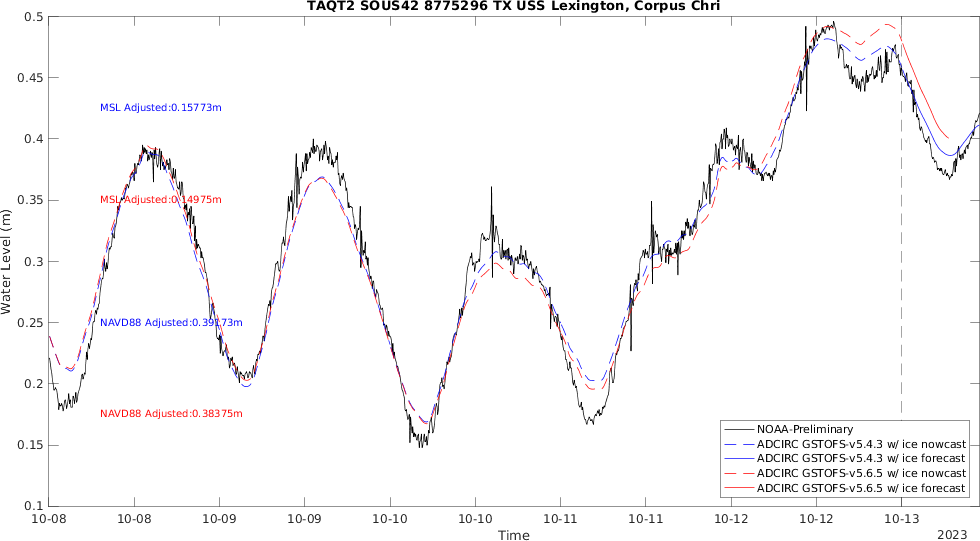 TAQT2 SOUS42 8775296 TX USS Lexington, Corpus Chri
0.5
0.45
0.4
0.35
0.3
0.25
0.2
0.15
0.1
Water Level (m)
MSL Adjusted:0.15773m
MSL Adjusted:0.14975m
NAVD88 Adjusted:0.39173m
NAVD88 Adjusted:0.38375m
NOAA-Preliminary
ADCIRC GSTOFS-v5.4.3 w/ ice nowcast
ADCIRC GSTOFS-v5.4.3 w/ ice forecast
ADCIRC GSTOFS-v5.6.5 w/ ice nowcast
ADCIRC GSTOFS-v5.6.5 w/ ice forecast
10-08 10-08 10-09 10-09 10-10 10-10 10-11 10-11 10-12 10-12 10-13
Time
2023